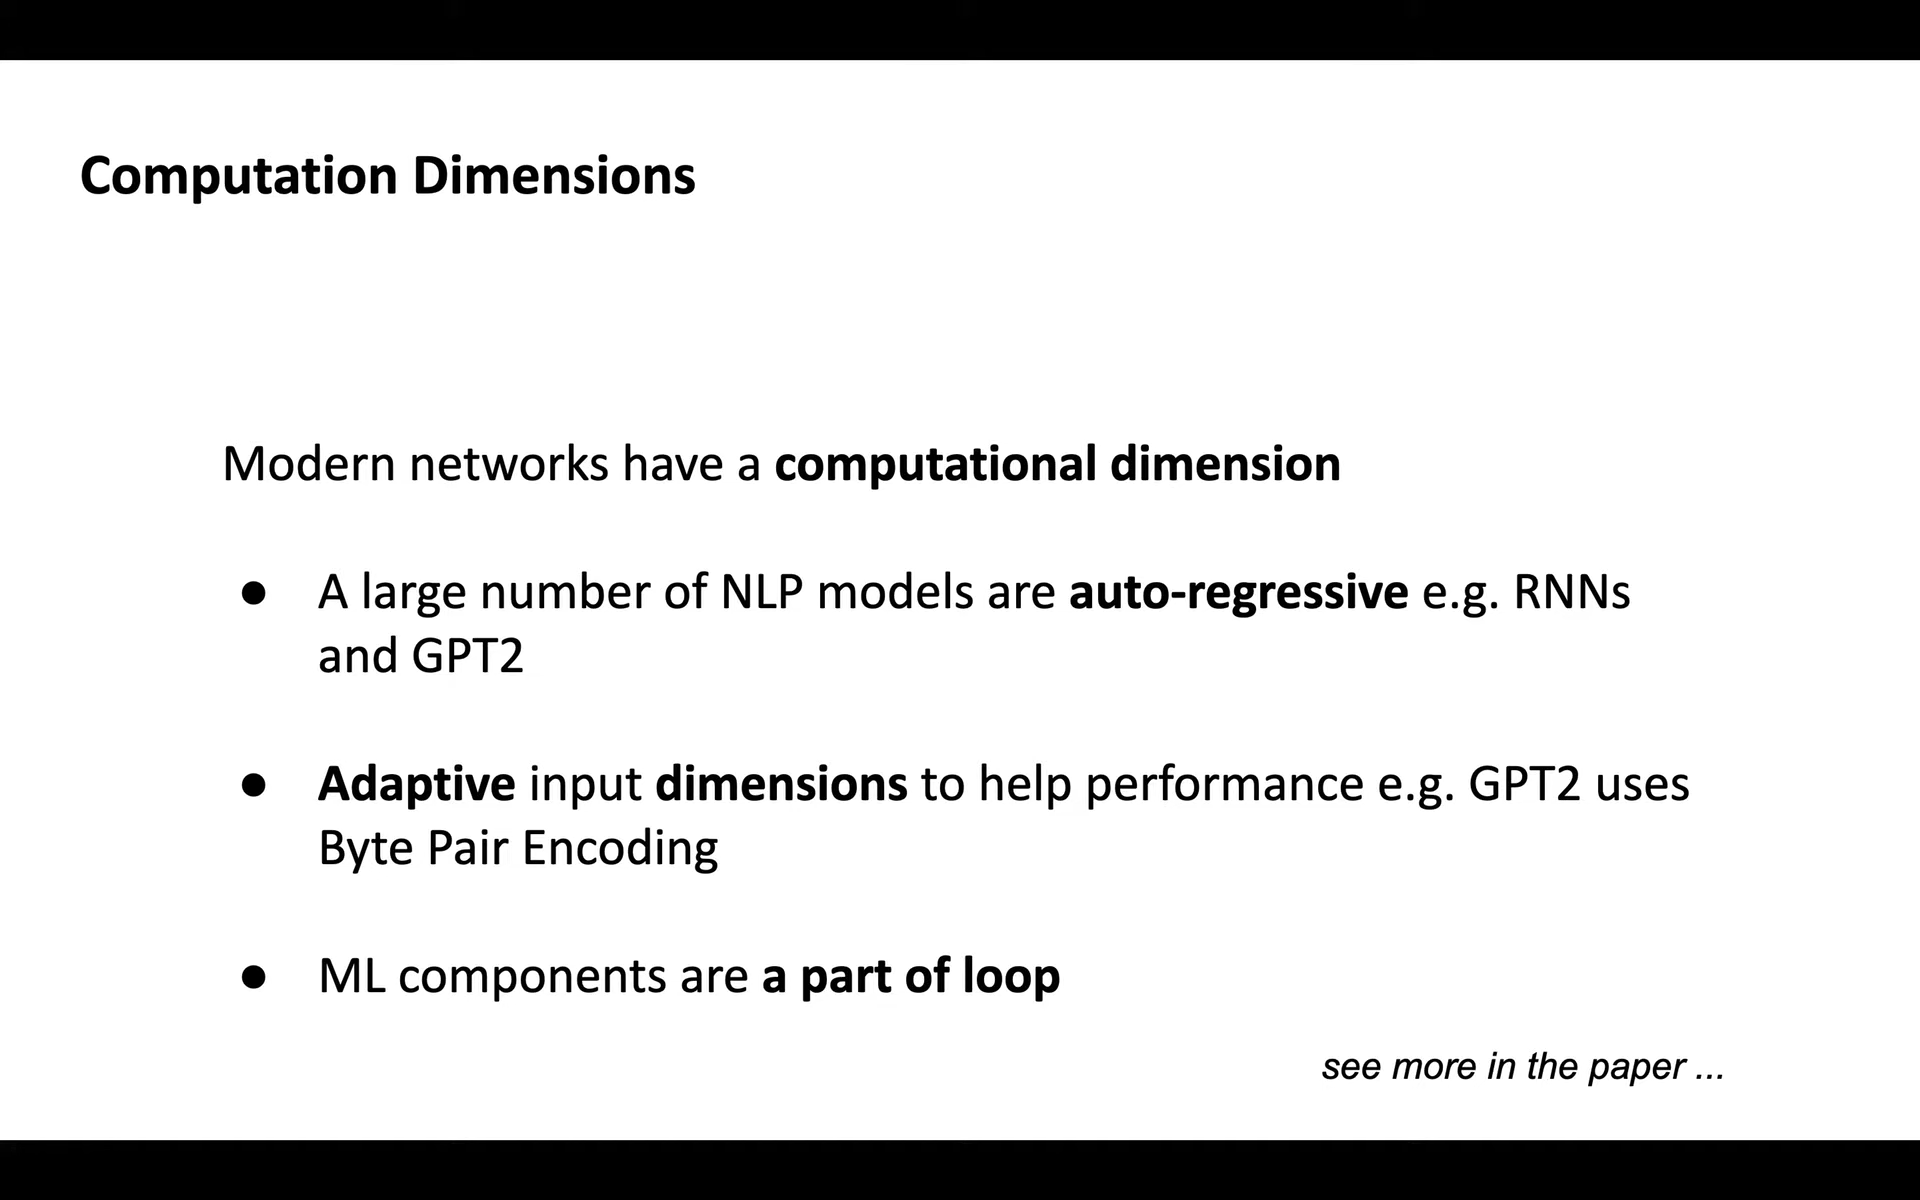 Computation Dimensions
Modern networks have a computational dimension
● A large number of NLP models are auto-regressive e.g. RNNs
and GPT2
● Adaptive input dimensions to help performance e.g. GPT2 uses
Byte Pair Encoding
● ML components are a part of loop
see more in the paper ...